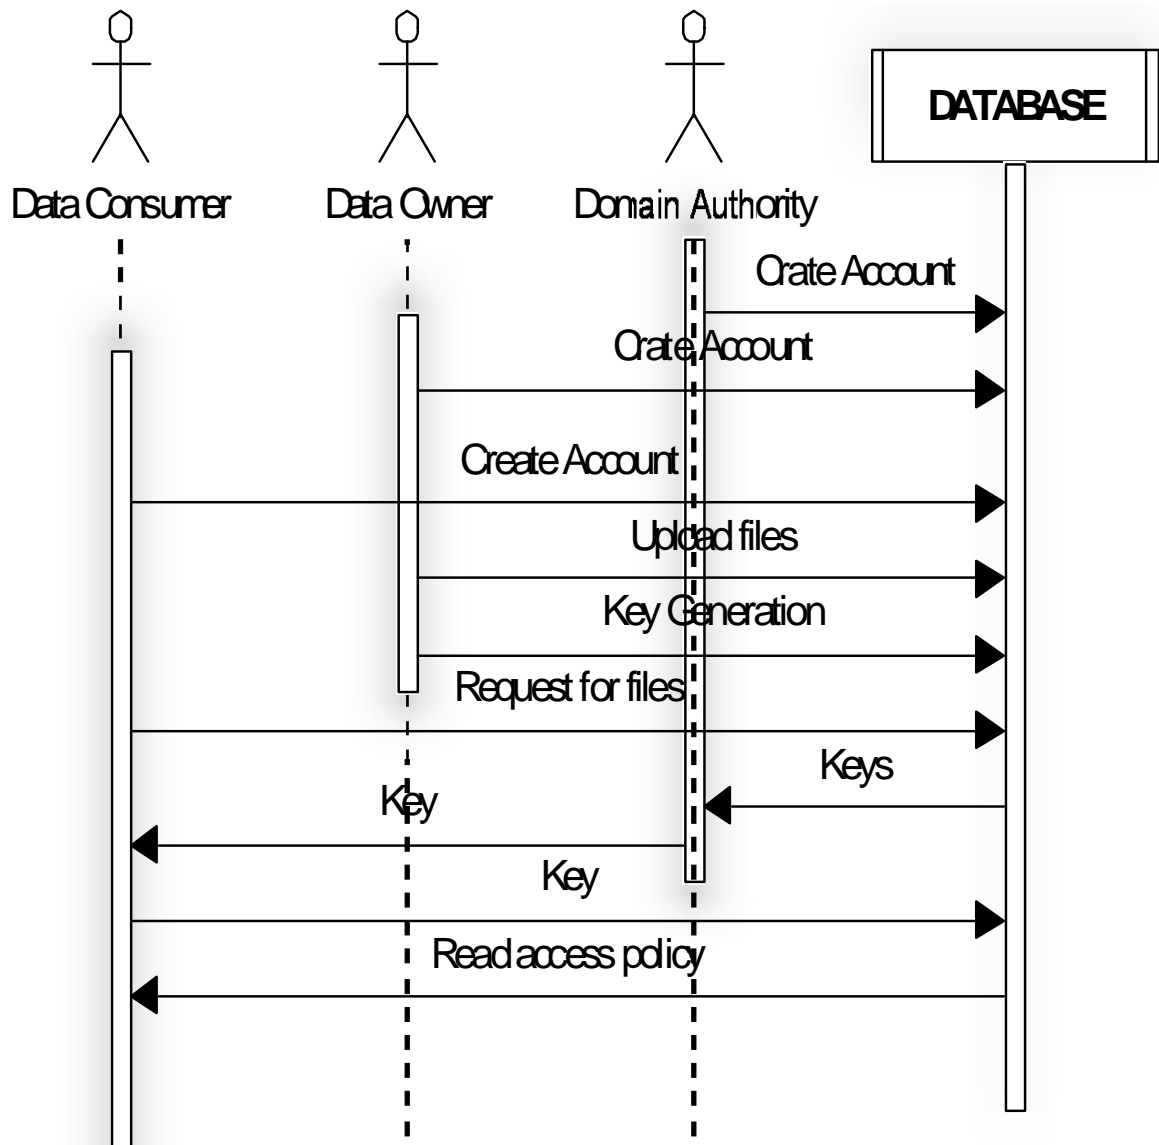 DATABASE
Data Consumer
Data Owner
Domain Authority
Crate Account
Crate Account
Create Account
Upload files
Key Generation
Request for files
Keys
Key
Key
Read access policy